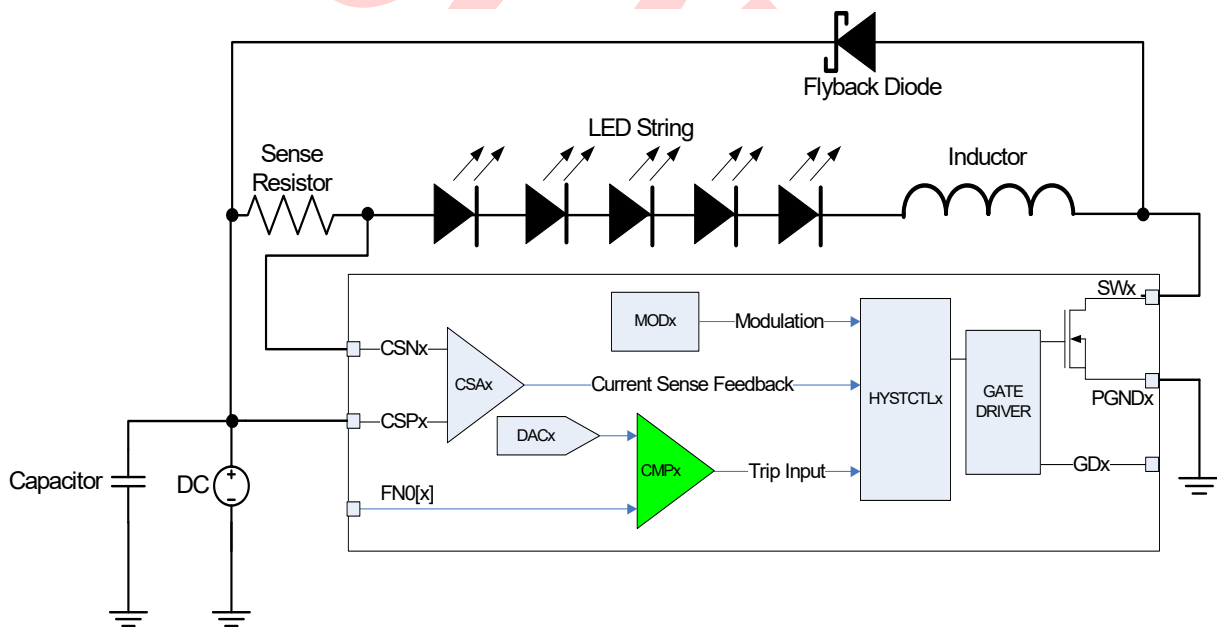 Flyback Diode
LED String
Sense
Resistor
Inductor
SWx
MODx
Modulation
CSNx
CSAx
Current Sense Feedback
HYSTCTLx
GATE
DRIVER
PGNDx
CSPx
DACx
CMPx
Trip Input
GDx
Capacitor
DC
+
-
FN0[x]